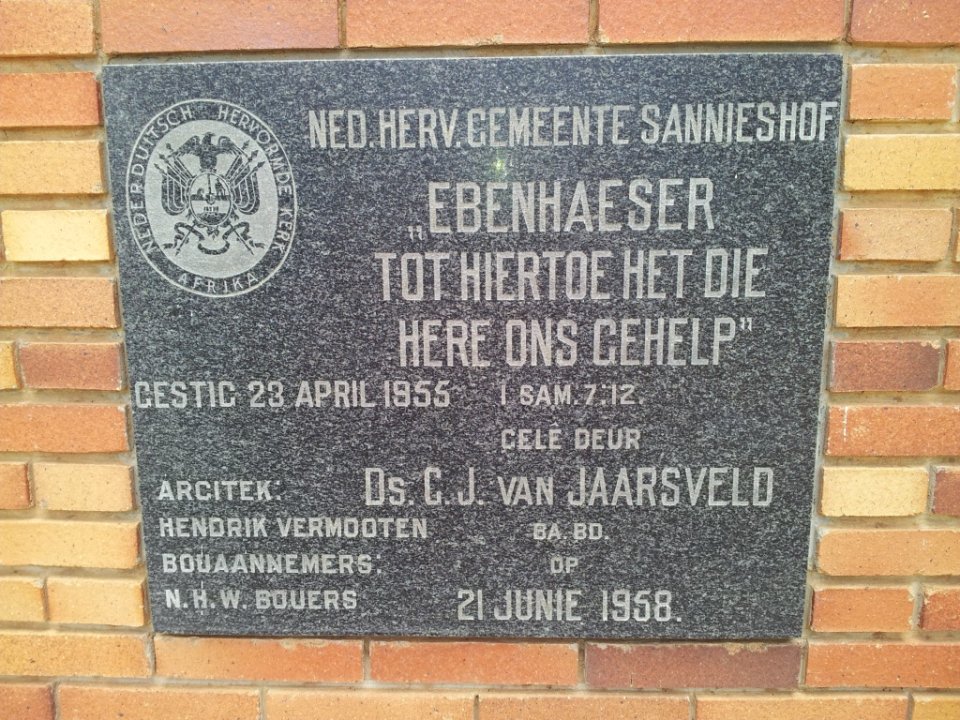 NEDERDUITSCH HERVORMDE KERK
AFRIKA
NED. HERV. GEMEENTE SANNIESHOF
„EBENHAESER
TOT HIERTOE HET DIE
HERE ONS GEHELP”
GESTIG 23 APRIL 1955
1 SAM. 7:12.
GELÊ DEUR
Ds. C. J. VAN JAARSVELD
BA. BD.
OP
21 JUNIE 1958.
ARGITEK:
HENDRIK VERMOOTEN
BOUAANNEMERS:
N.H.W. BOUERS